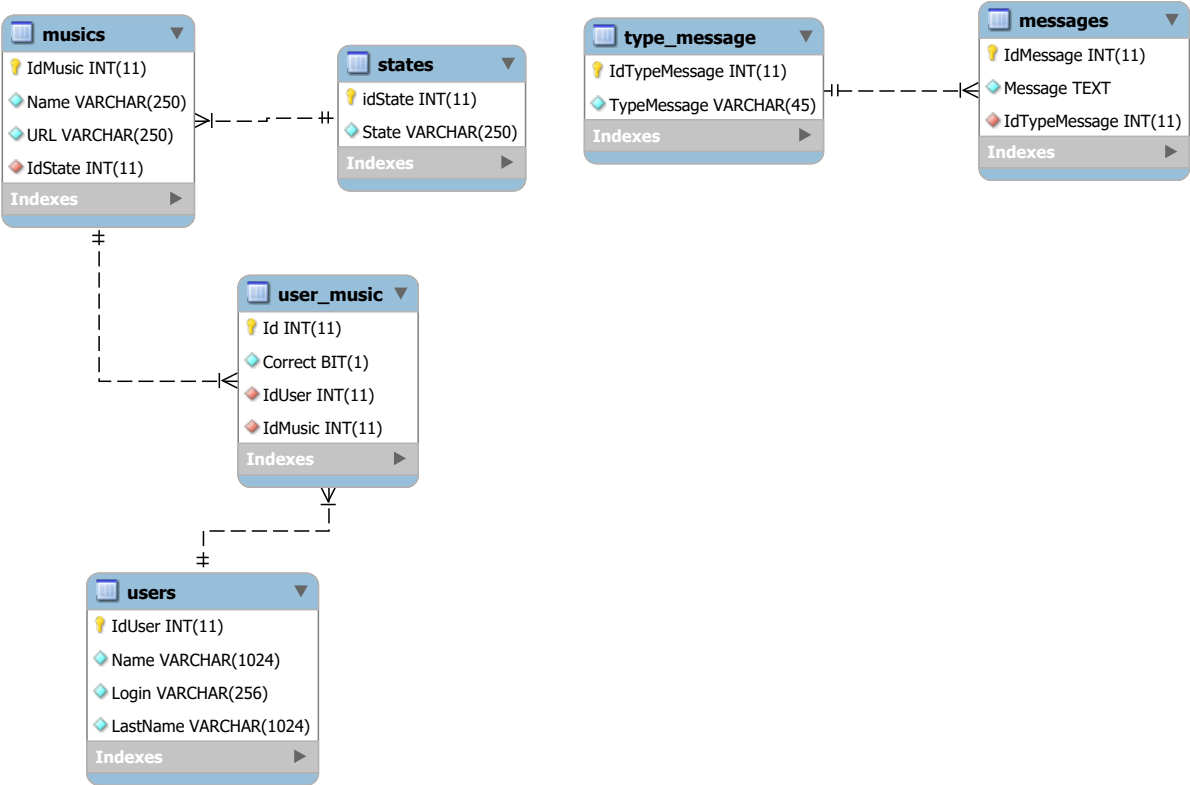 musics
IdMusic INT(11)
Name VARCHAR(250)
URL VARCHAR(250)
IdState INT(11)
Indexes
states
idState INT(11)
State VARCHAR(250)
Indexes
type_message
IdTypeMessage INT(11)
TypeMessage VARCHAR(45)
Indexes
messages
IdMessage INT(11)
Message TEXT
IdTypeMessage INT(11)
Indexes
user_music
Id INT(11)
Correct BIT(1)
IdUser INT(11)
IdMusic INT(11)
Indexes
users
IdUser INT(11)
Name VARCHAR(1024)
Login VARCHAR(256)
LastName VARCHAR(1024)
Indexes